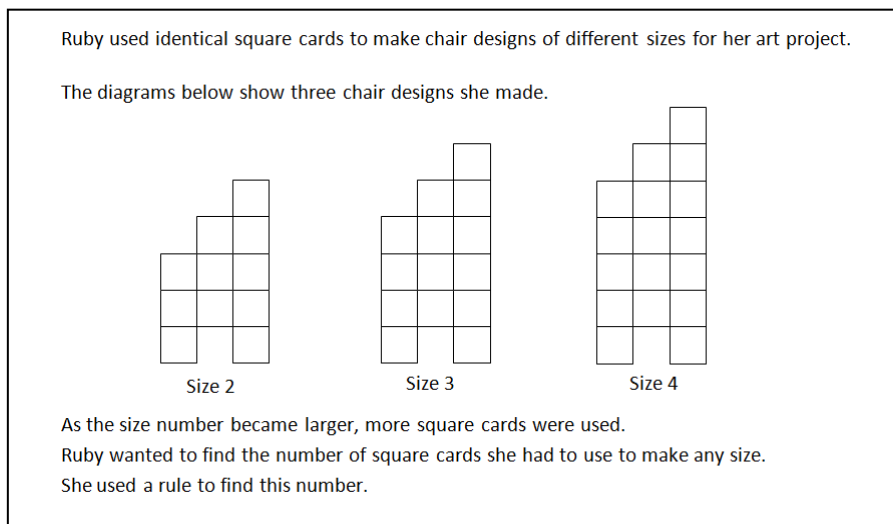 Ruby used identical square cards to make chair designs of different sizes for her art project.
The diagrams below show three chair designs she made.
Size 2
Size 3
Size 4
As the size number became larger, more square cards were used.
Ruby wanted to find the number of square cards she had to use to make any size.
She used a rule to find this number.